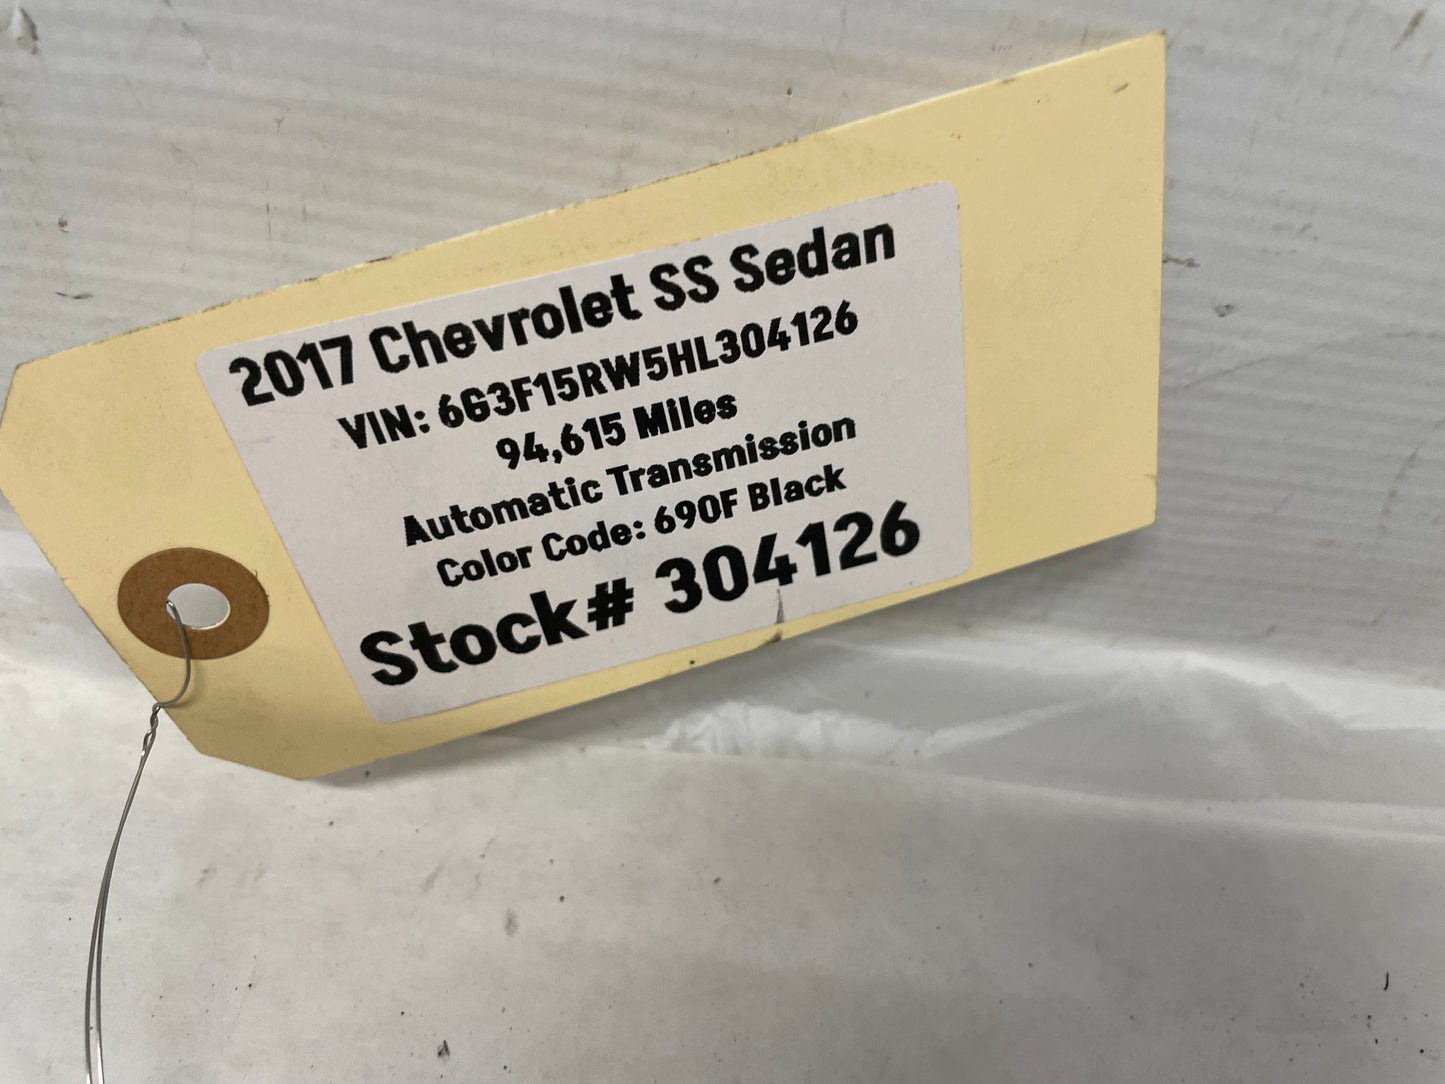 2017 Chevrolet SS Sedan
VIN: 6G3F15RW5HL304126
94,615 Miles
Automatic Transmission
Color Code: 690F Black
Stock# 304126